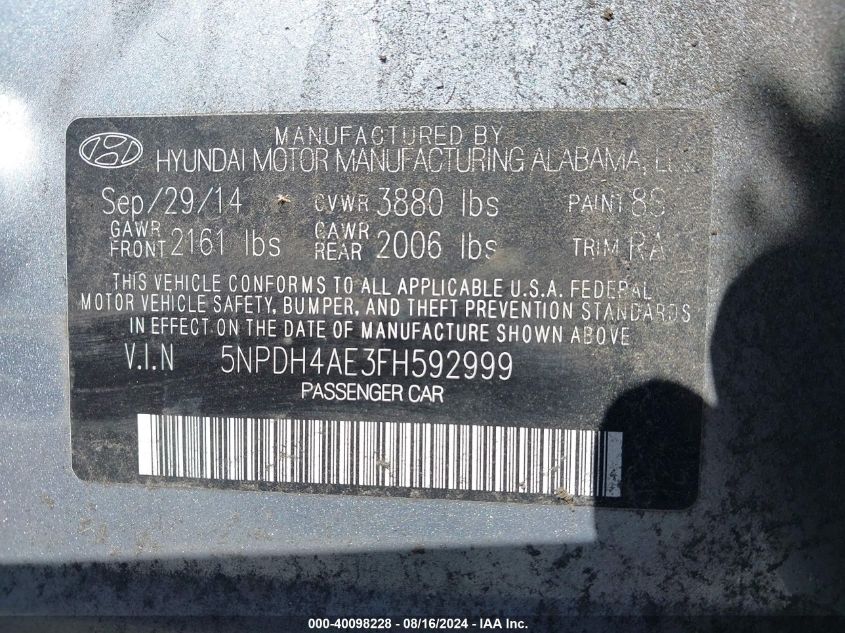 MANUFACTURED BY
HYUNDAI MOTOR MANUFACTURING ALABAMA,
Sep/29/14 GVWR 3880 lbs PAINT
GAWR FRONT 2161 lbs GAWR REAR 2006 lbs TRIM RA
THIS VEHICLE CONFORMS TO ALL APPLICABLE U.S.A. FEDERAL
MOTOR VEHICLE SAFETY, BUMPER, AND THEFT PREVENTION STANDARDS
IN EFFECT ON THE DATE OF MANUFACTURE SHOWN ABOVE
V.I.N 5NPDH4AE3FH592999
PASSENGER CAR
000-40098228 - 08/16/2024 - © IAA, Inc.